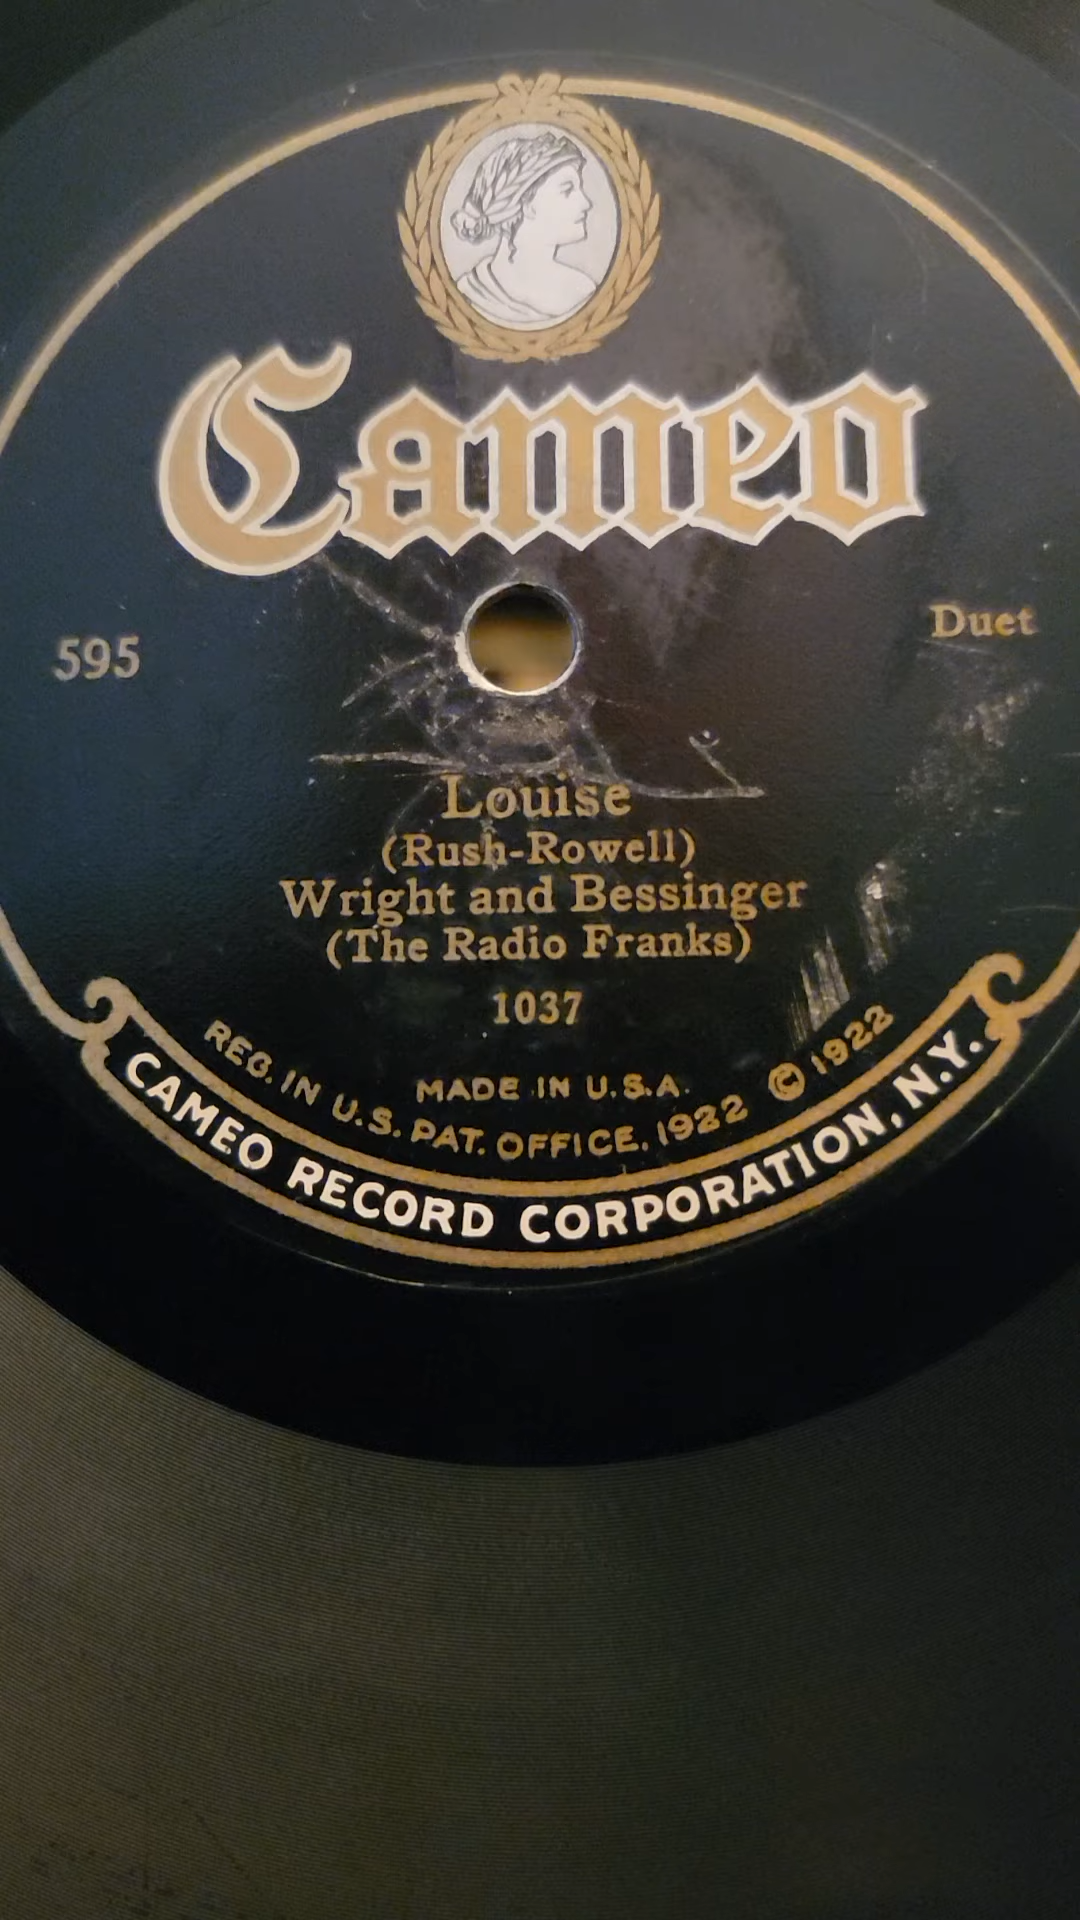 Cameo
595
Duet
Louise
(Rush-Rowell)
Wright and Bessinger
(The Radio Franks)
1037
MADE IN U.S.A.
REG. IN U.S. PAT. OFFICE. 1922 © 1922
CAMEO RECORD CORPORATION, N.Y.